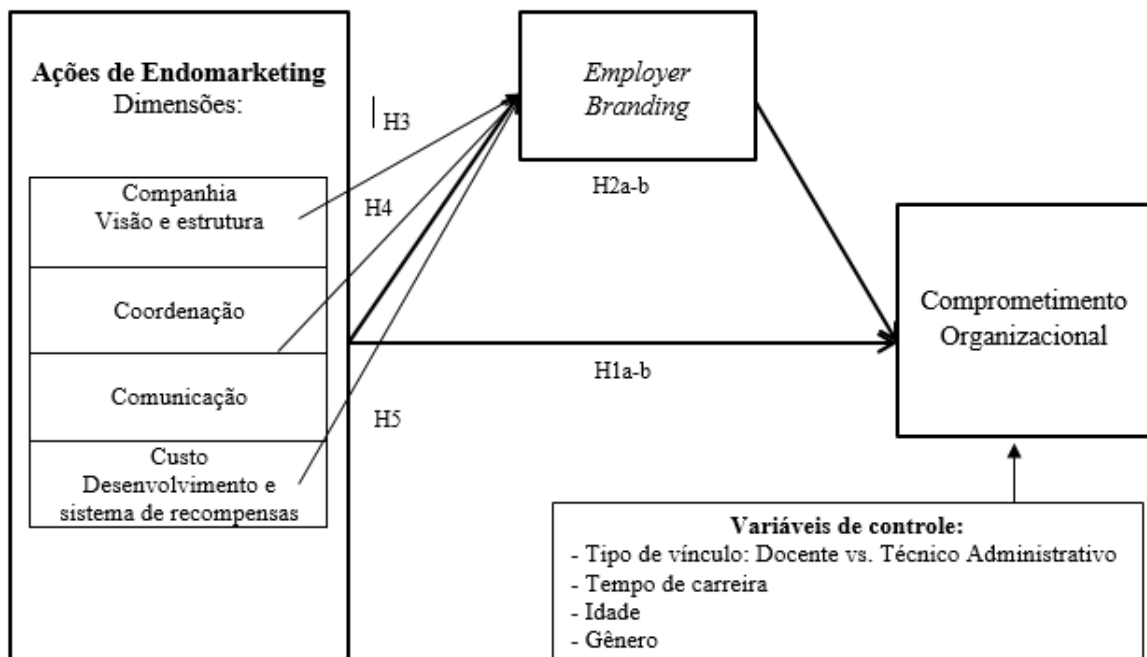 Ações de Endomarketing
Dimensões:
Companhia
Visão e estrutura
Coordenação
Comunicação
Custo
Desenvolvimento e
sistema de recompensas
H3
H4
H5
Employer
Branding
H2a-b
H1a-b
Comprometimento
Organizacional
Variáveis de controle:
- Tipo de vínculo: Docente vs. Técnico Administrativo
- Tempo de carreira
- Idade
- Gênero